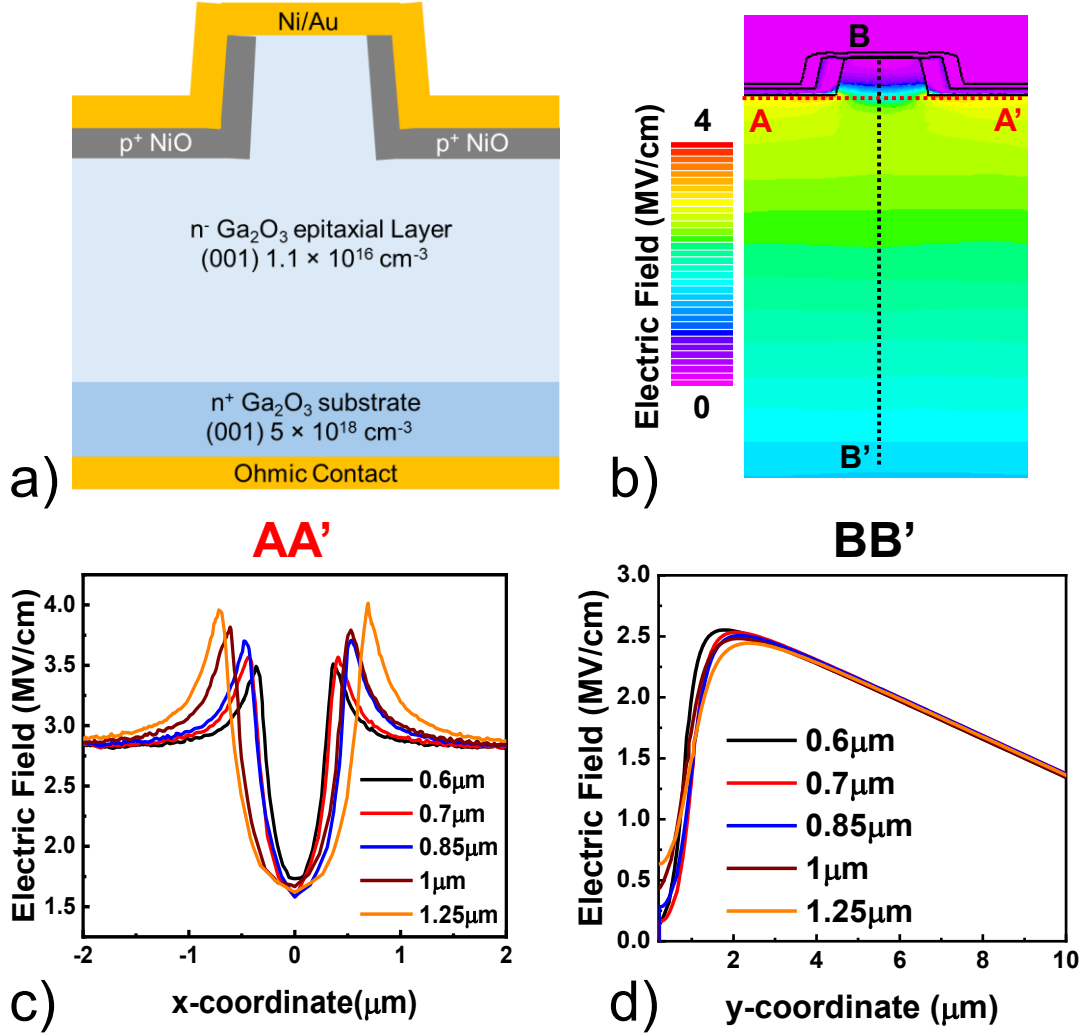 Ni/Au
p⁺ NiO
p⁺ NiO
n⁻ Ga₂O₃ epitaxial Layer
(001) 1.1 × 10¹⁶ cm⁻³
n⁺ Ga₂O₃ substrate
(001) 5 × 10¹⁸ cm⁻³
Ohmic Contact
a)
B
A
A'
4
Electric Field (MV/cm)
0
B'
b)
AA'
Electric Field (MV/cm)
4.0
3.5
3.0
2.5
2.0
1.5
0.6μm
0.7μm
0.85μm
1μm
1.25μm
-2
-1
0
1
2
x-coordinate(μm)
c)
BB'
Electric Field (MV/cm)
3.0
2.5
2.0
1.5
1.0
0.5
0.0
0.6μm
0.7μm
0.85μm
1μm
1.25μm
2
4
6
8
10
y-coordinate (μm)
d)